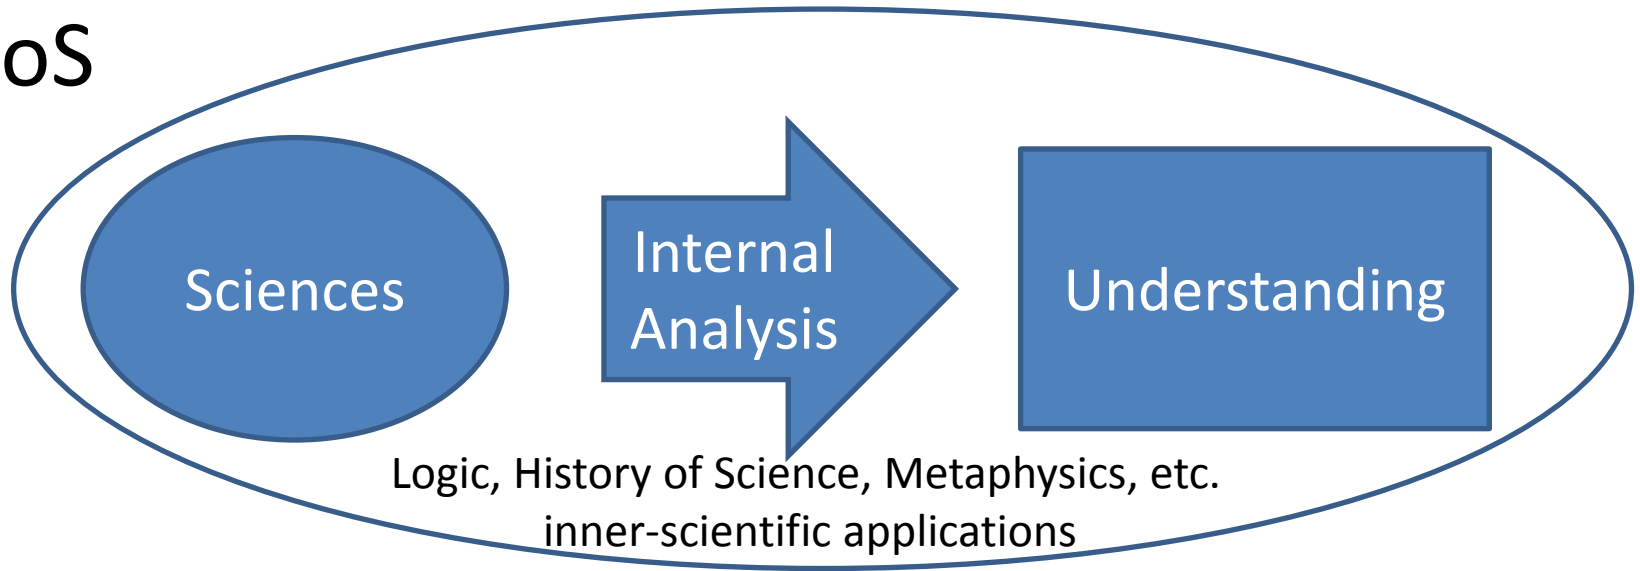 oS
Sciences
Internal
Analysis
Understanding
Logic, History of Science, Metaphysics, etc.
inner-scientific applications